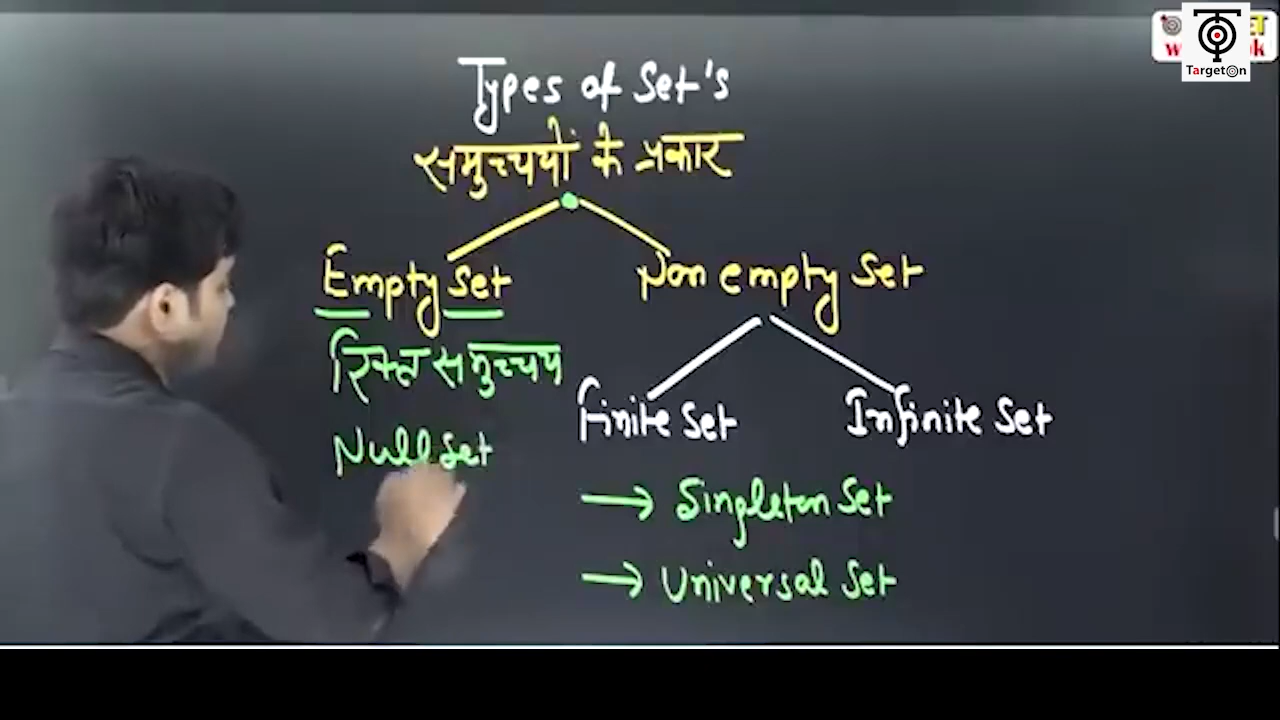 Types of Set's
समुच्चयों के प्रकार
Empty Set
Non empty Set
रिक्त समुच्चय
Finite Set
Infinite Set
Null Set
→ Singleton Set
→ Universal Set
TargetOn